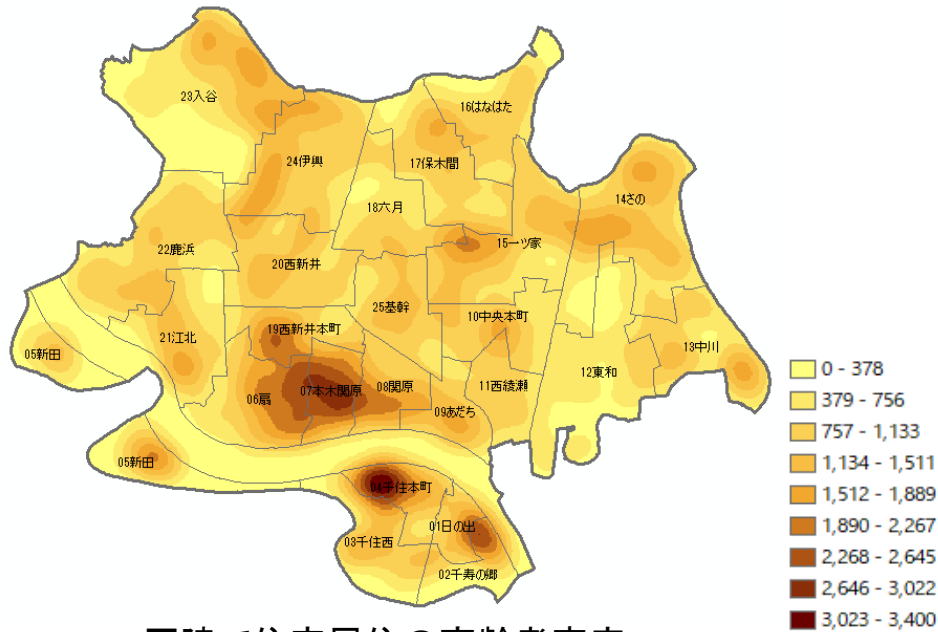 16はなはた
23入谷
24伊興
17保木間
14さの
18六月
15一ツ家
22鹿浜
20西新井
25基幹
10中央本町
19西新井本町
21江北
13中川
05新田
12東和
07本木関原
08関原
11西綾瀬
06扇
09あだち
05新田
04千住本町
01日の出
03千住西
02千寿の郷
0 - 378
379 - 756
757 - 1,133
1,134 - 1,511
1,512 - 1,889
1,890 - 2,267
2,268 - 2,645
2,646 - 3,022
3,023 - 3,400